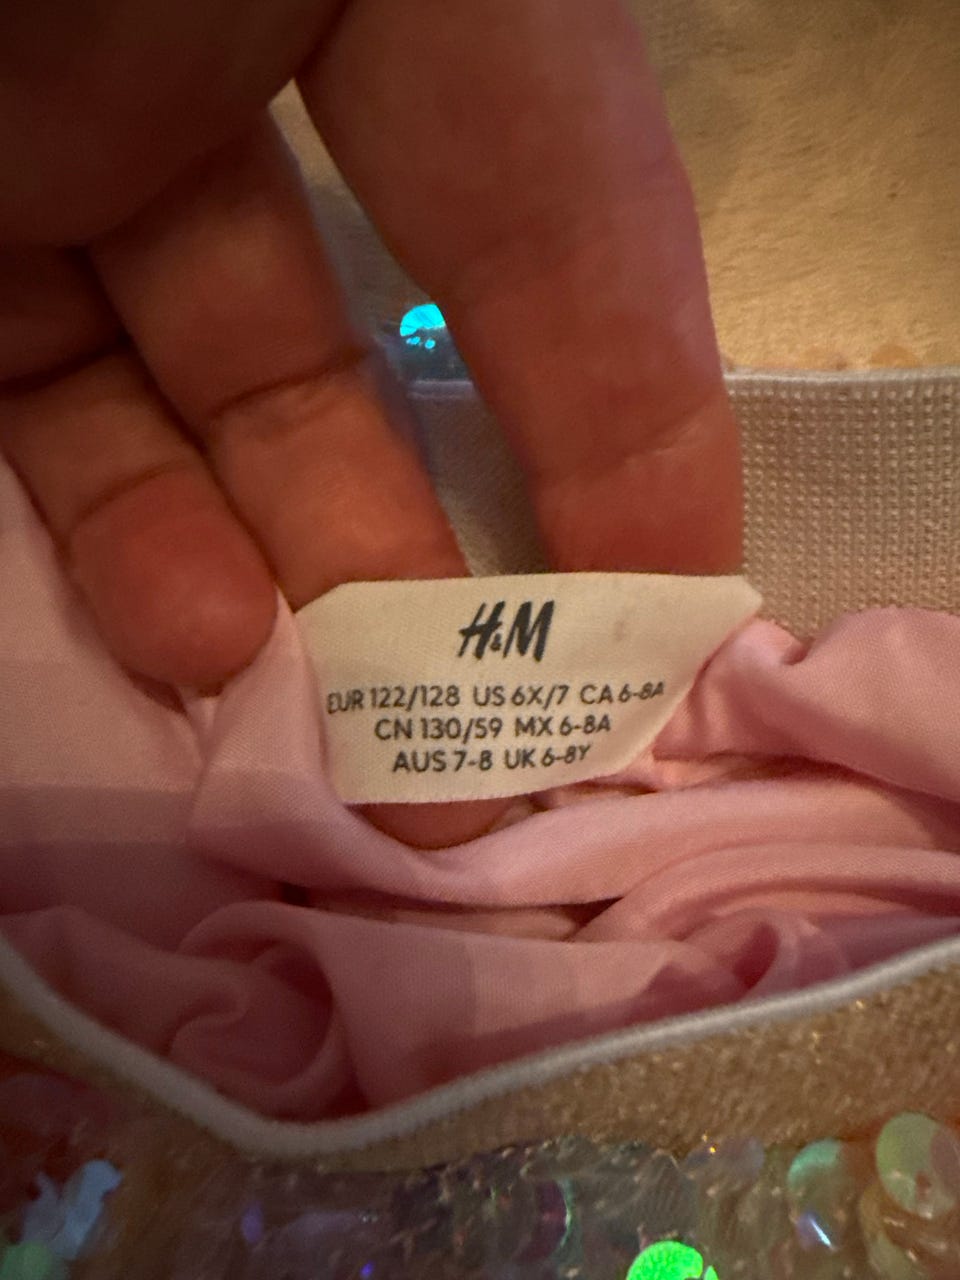 H&M
EUR 122/128 US 6X/7 CA 6-8A
CN 130/59 MX 6-8A
AUS 7-8 UK 6-8Y